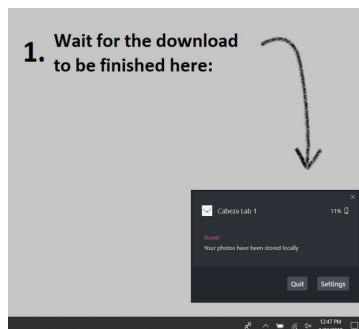 1. Wait for the download
to be finished here:
Cabeza Lab 1
11%
Done!
Your photos have been stored locally
Quit
Settings
12:47 PM